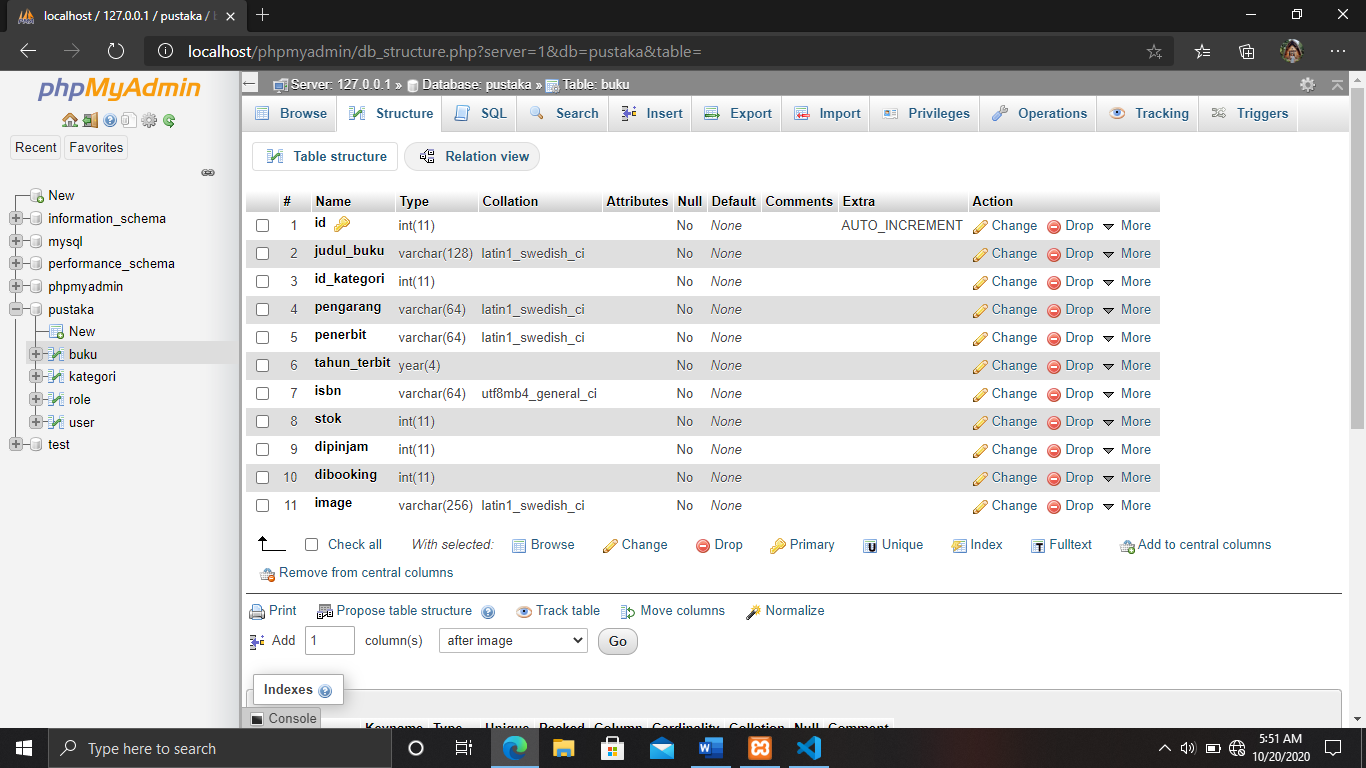 localhost / 127.0.0.1 / pustaka /
localhost/phpmyadmin/db_structure.php?server=1&db=pustaka&table=
phpMyAdmin
Recent Favorites
New
information_schema
mysql
performance_schema
phpmyadmin
pustaka
New
buku
kategori
role
user
test
Server: 127.0.0.1 » Database: pustaka » Table: buku
Browse Structure SQL Search Insert Export Import Privileges Operations Tracking Triggers
Table structure Relation view
# Name Type Collation Attributes Null Default Comments Extra Action
1 id int(11) No None AUTO_INCREMENT Change Drop More
2 judul_buku varchar(128) latin1_swedish_ci No None Change Drop More
3 id_kategori int(11) No None Change Drop More
4 pengarang varchar(64) latin1_swedish_ci No None Change Drop More
5 penerbit varchar(64) latin1_swedish_ci No None Change Drop More
6 tahun_terbit year(4) No None Change Drop More
7 isbn varchar(64) utf8mb4_general_ci No None Change Drop More
8 stok int(11) No None Change Drop More
9 dipinjam int(11) No None Change Drop More
10 dibooking int(11) No None Change Drop More
11 image varchar(256) latin1_swedish_ci No None Change Drop More
Check all With selected: Browse Change Drop Primary Unique Index Fulltext Add to central columns
Remove from central columns
Print Propose table structure Track table Move columns Normalize
Add 1 column(s) after image Go
Indexes
Console
Keyname Type Unique Packed Column Cardinality Collation Null Comment
Type here to search
5:51 AM
10/20/2020